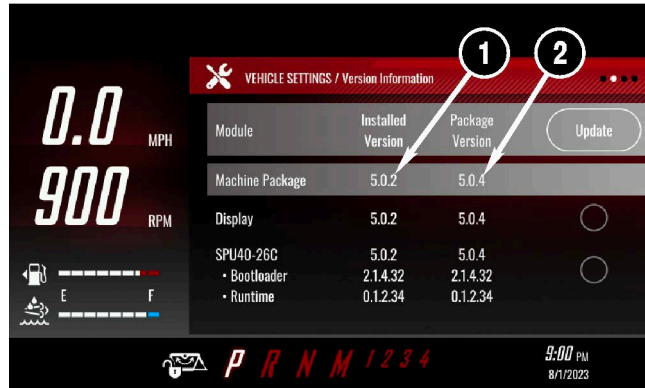 1 2
VEHICLE SETTINGS / Version Information
0.0 MPH
900 RPM
E F
Module Installed Version Package Version Update
Machine Package 5.0.2 5.0.4
Display 5.0.2 5.0.4
SPU40-26C 5.0.2 5.0.4
• Bootloader 2.1.4.32 2.1.4.32
• Runtime 0.1.2.34 0.1.2.34
P R N M 1 2 3 4
9:00 PM
8/1/2023